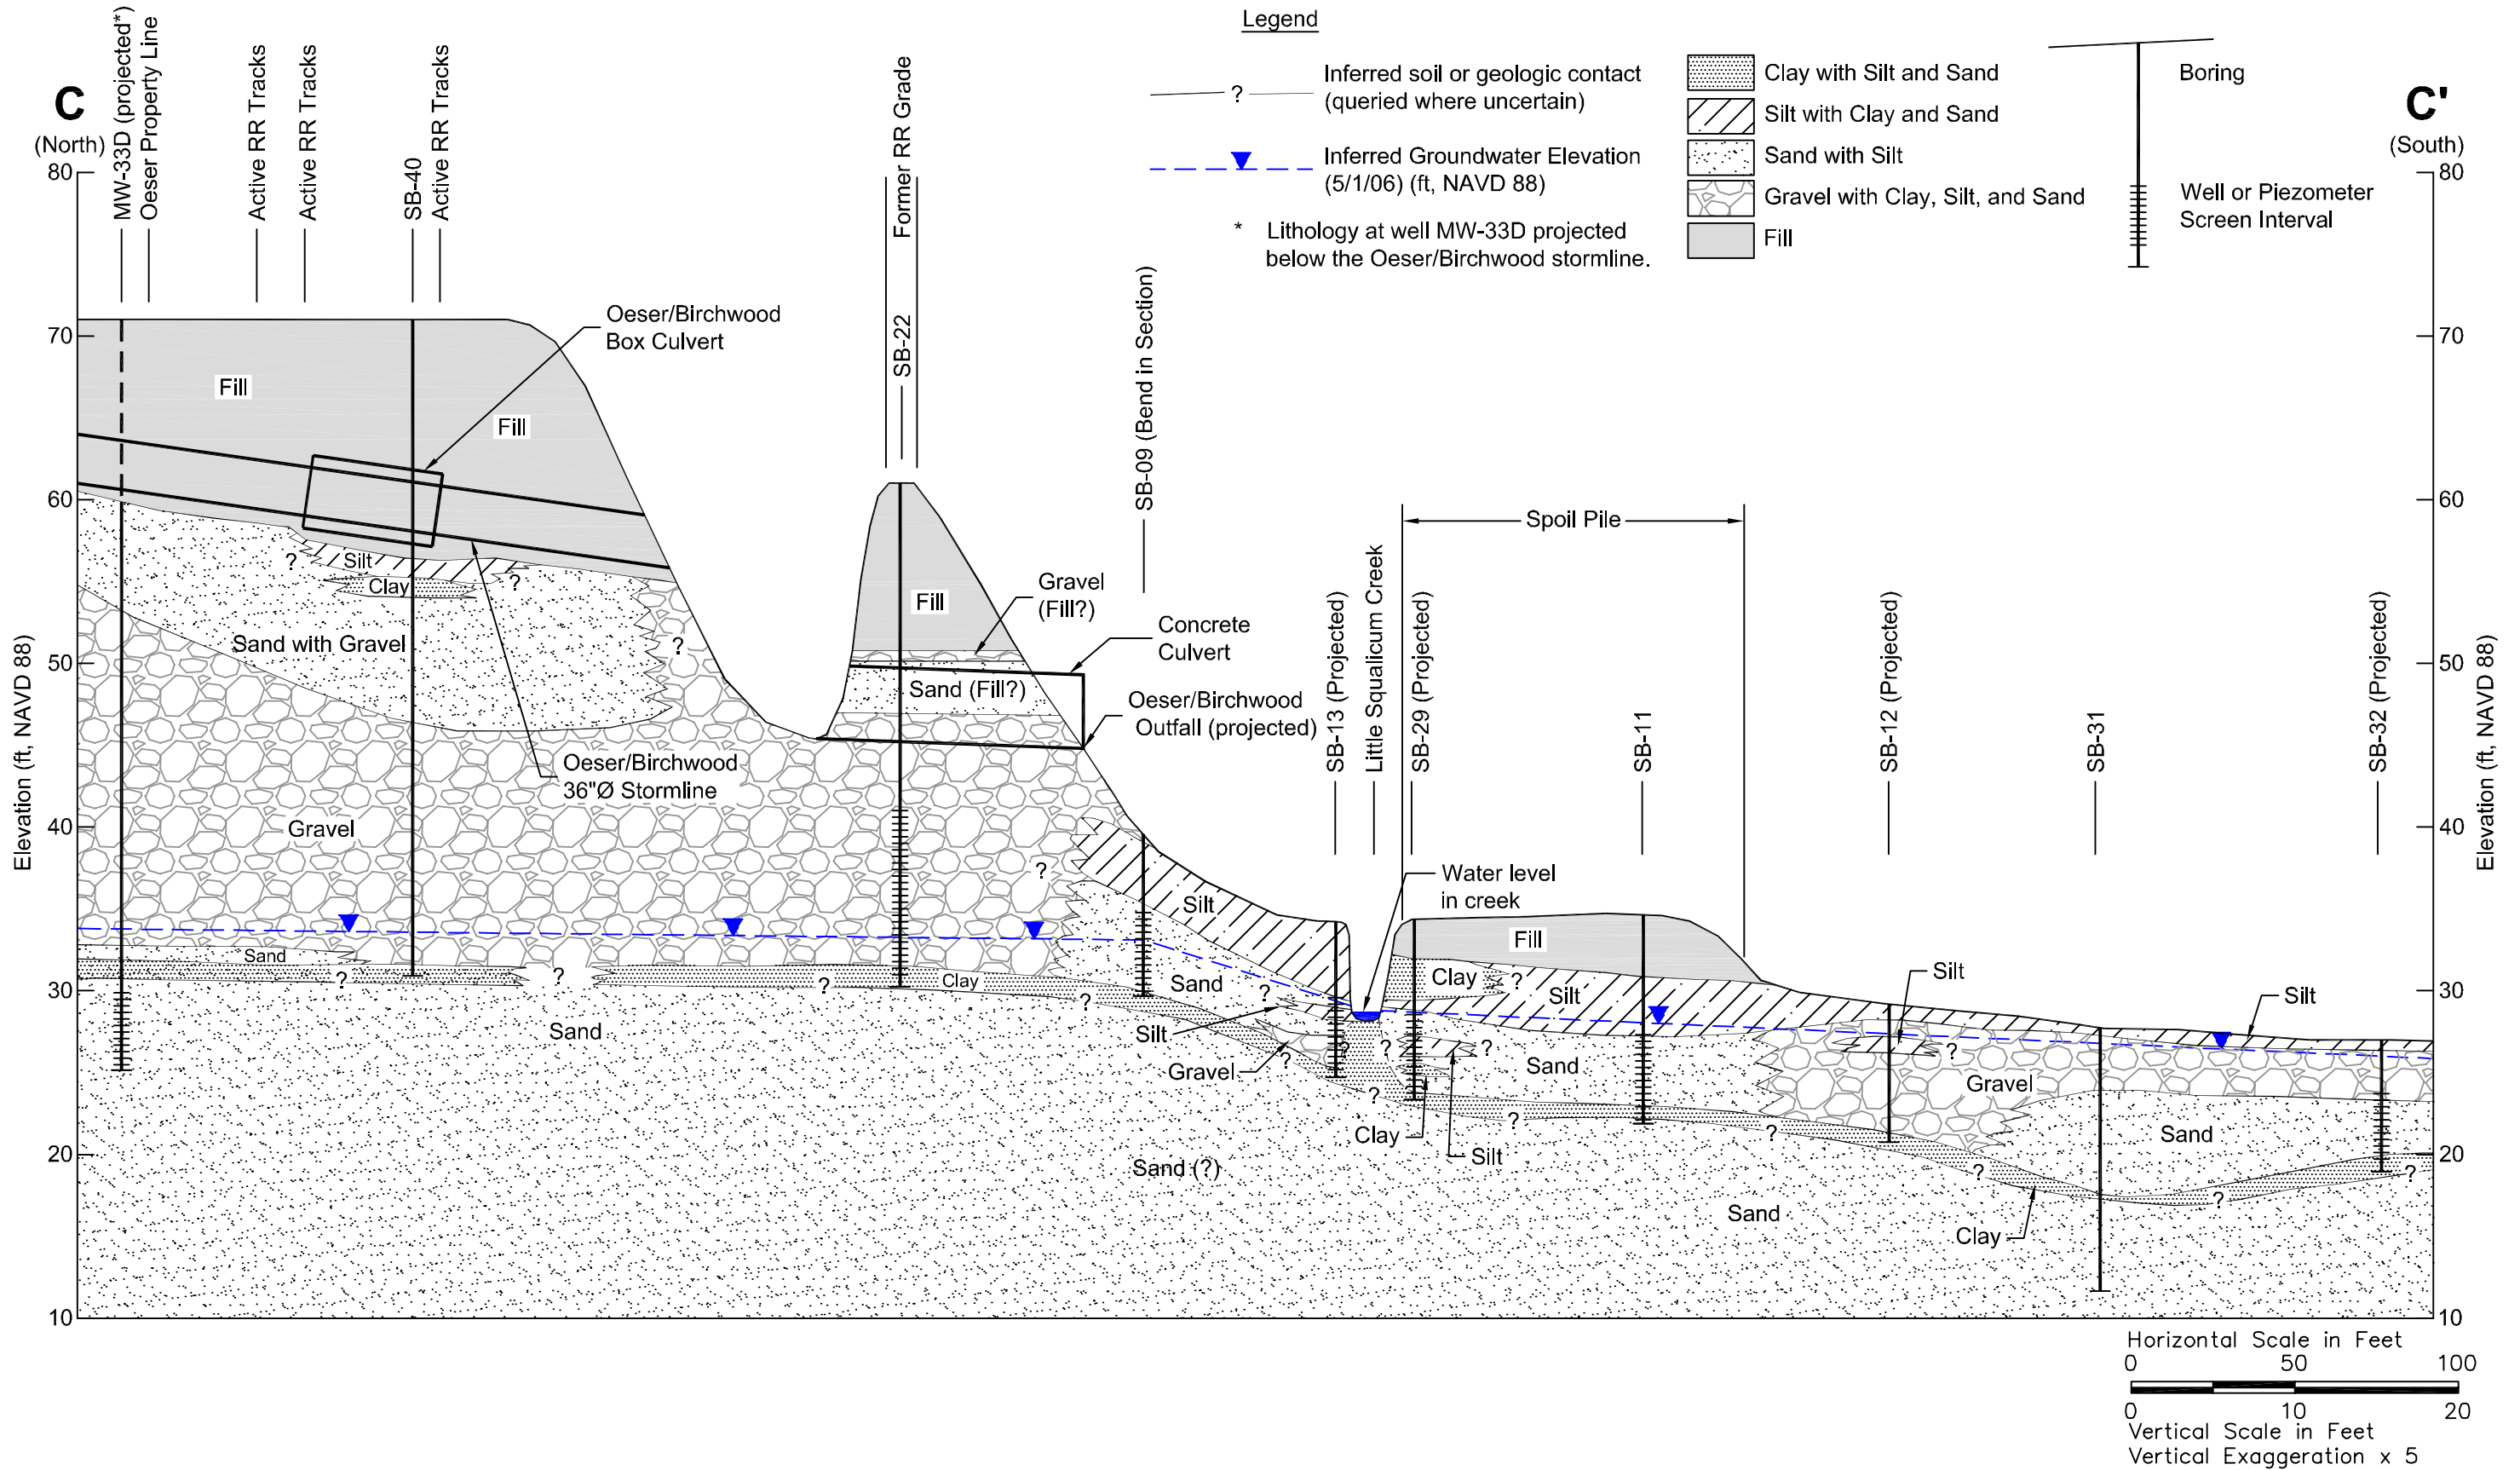 Legend
Inferred soil or geologic contact
(queried where uncertain)
?
Inferred Groundwater Elevation
(5/1/06) (ft, NAVD 88)
* Lithology at well MW-33D projected
below the Oeser/Birchwood stormline.
Clay with Silt and Sand
Silt with Clay and Sand
Sand with Silt
Gravel with Clay, Silt, and Sand
Fill
Boring
Well or Piezometer
Screen Interval
C
(North)
C'
(South)
MW-33D (projected*)
Oeser Property Line
Active RR Tracks
Active RR Tracks
SB-40
Active RR Tracks
Former RR Grade
SB-22
SB-09 (Bend in Section)
SB-13 (Projected)
Little Squalicum Creek
SB-29 (Projected)
SB-11
SB-12 (Projected)
SB-31
SB-32 (Projected)
Elevation (ft, NAVD 88)
80
70
60
50
40
30
20
10
Elevation (ft, NAVD 88)
80
70
60
50
40
30
20
10
Oeser/Birchwood
Box Culvert
Fill
Fill
Silt
?
?
Clay
Sand with Gravel
?
Oeser/Birchwood
36"Ø Stormline
Gravel
Sand
?
?
Sand
Fill
Gravel
(Fill?)
Concrete
Culvert
Sand (Fill?)
Oeser/Birchwood
Outfall (projected)
?
?
Clay
?
Silt
Sand
?
Silt
Gravel
?
Sand (?)
Spoil Pile
Water level
in creek
Fill
Clay
?
Silt
?
?
?
?
Sand
Clay
Silt
?
?
Silt
?
Silt
Gravel
Sand
?
Clay
?
?
Sand
Horizontal Scale in Feet
0 50 100
0 10 20
Vertical Scale in Feet
Vertical Exaggeration x 5